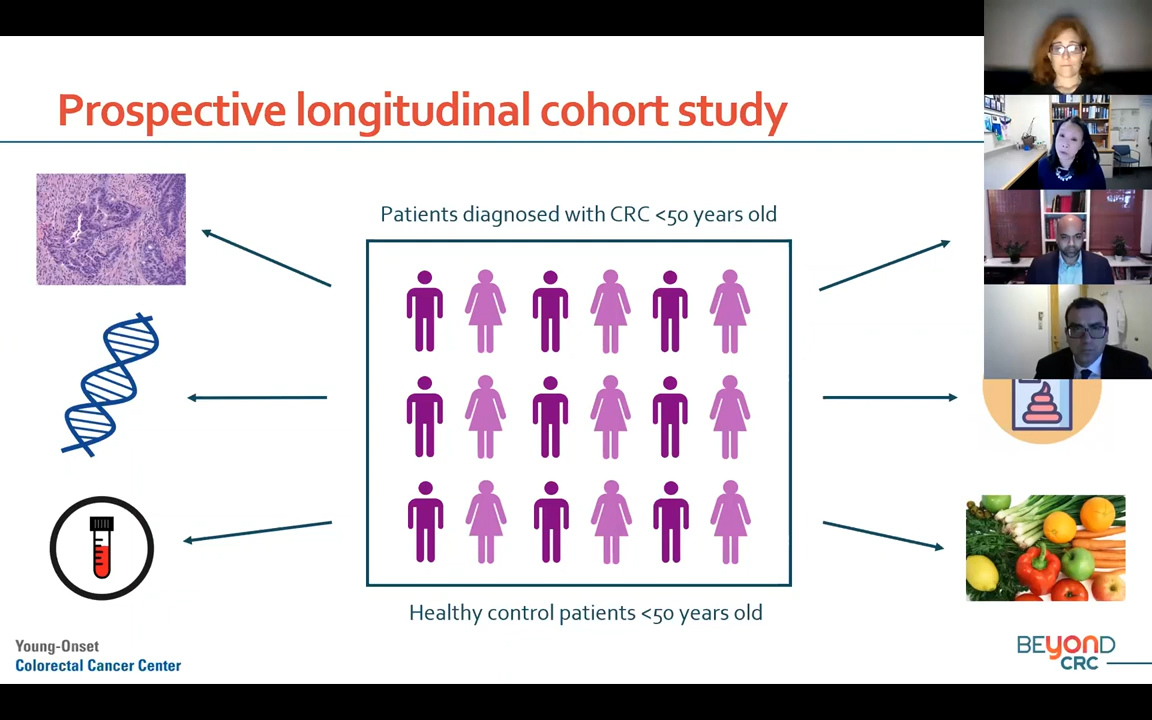 Prospective longitudinal cohort study
Patients diagnosed with CRC <50 years old
Healthy control patients <50 years old
Young-Onset
Colorectal Cancer Center
BEYOND
CRC